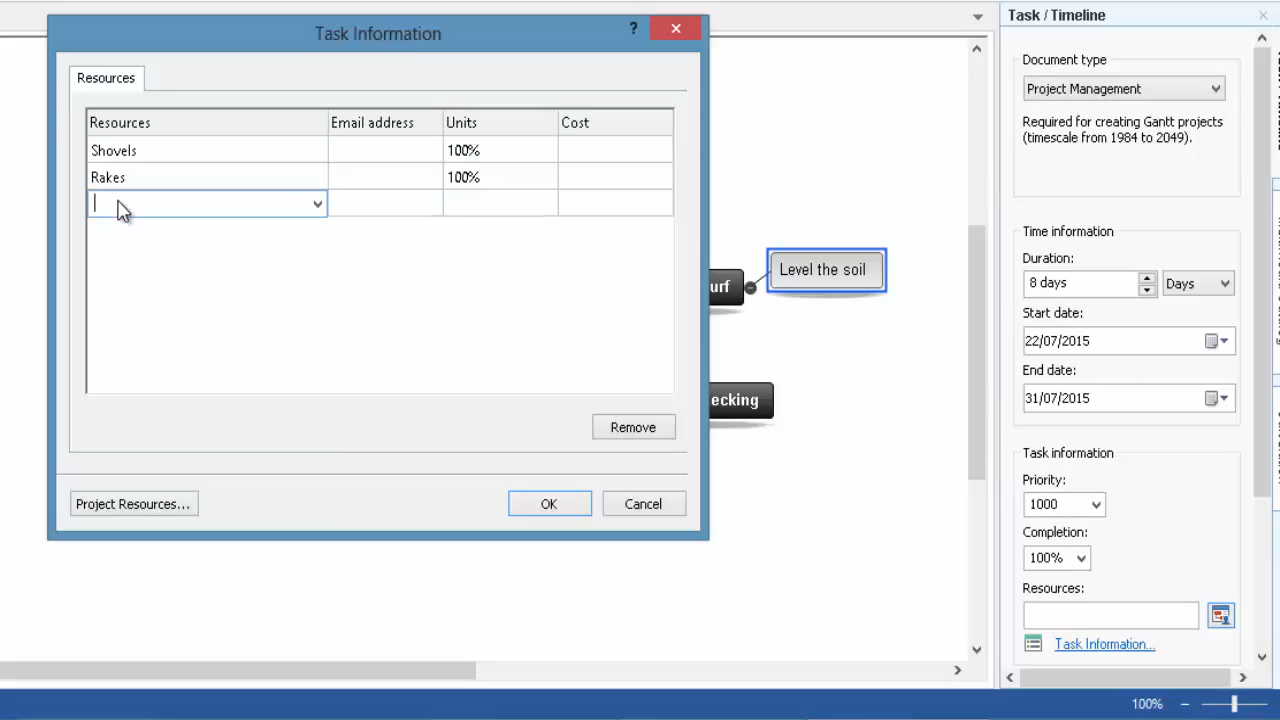 Task Information
?
Resources
Resources Email address Units Cost
Shovels 100%
Rakes 100%
Remove
Project Resources...
OK
Cancel
urf
Level the soil
ecking
Task / Timeline
Document type
Project Management
Required for creating Gantt projects
(timescale from 1984 to 2049).
Time information
Duration:
8 days
Days
Start date:
22/07/2015
End date:
31/07/2015
Task information
Priority:
1000
Completion:
100%
Resources:
Task Information...
100%